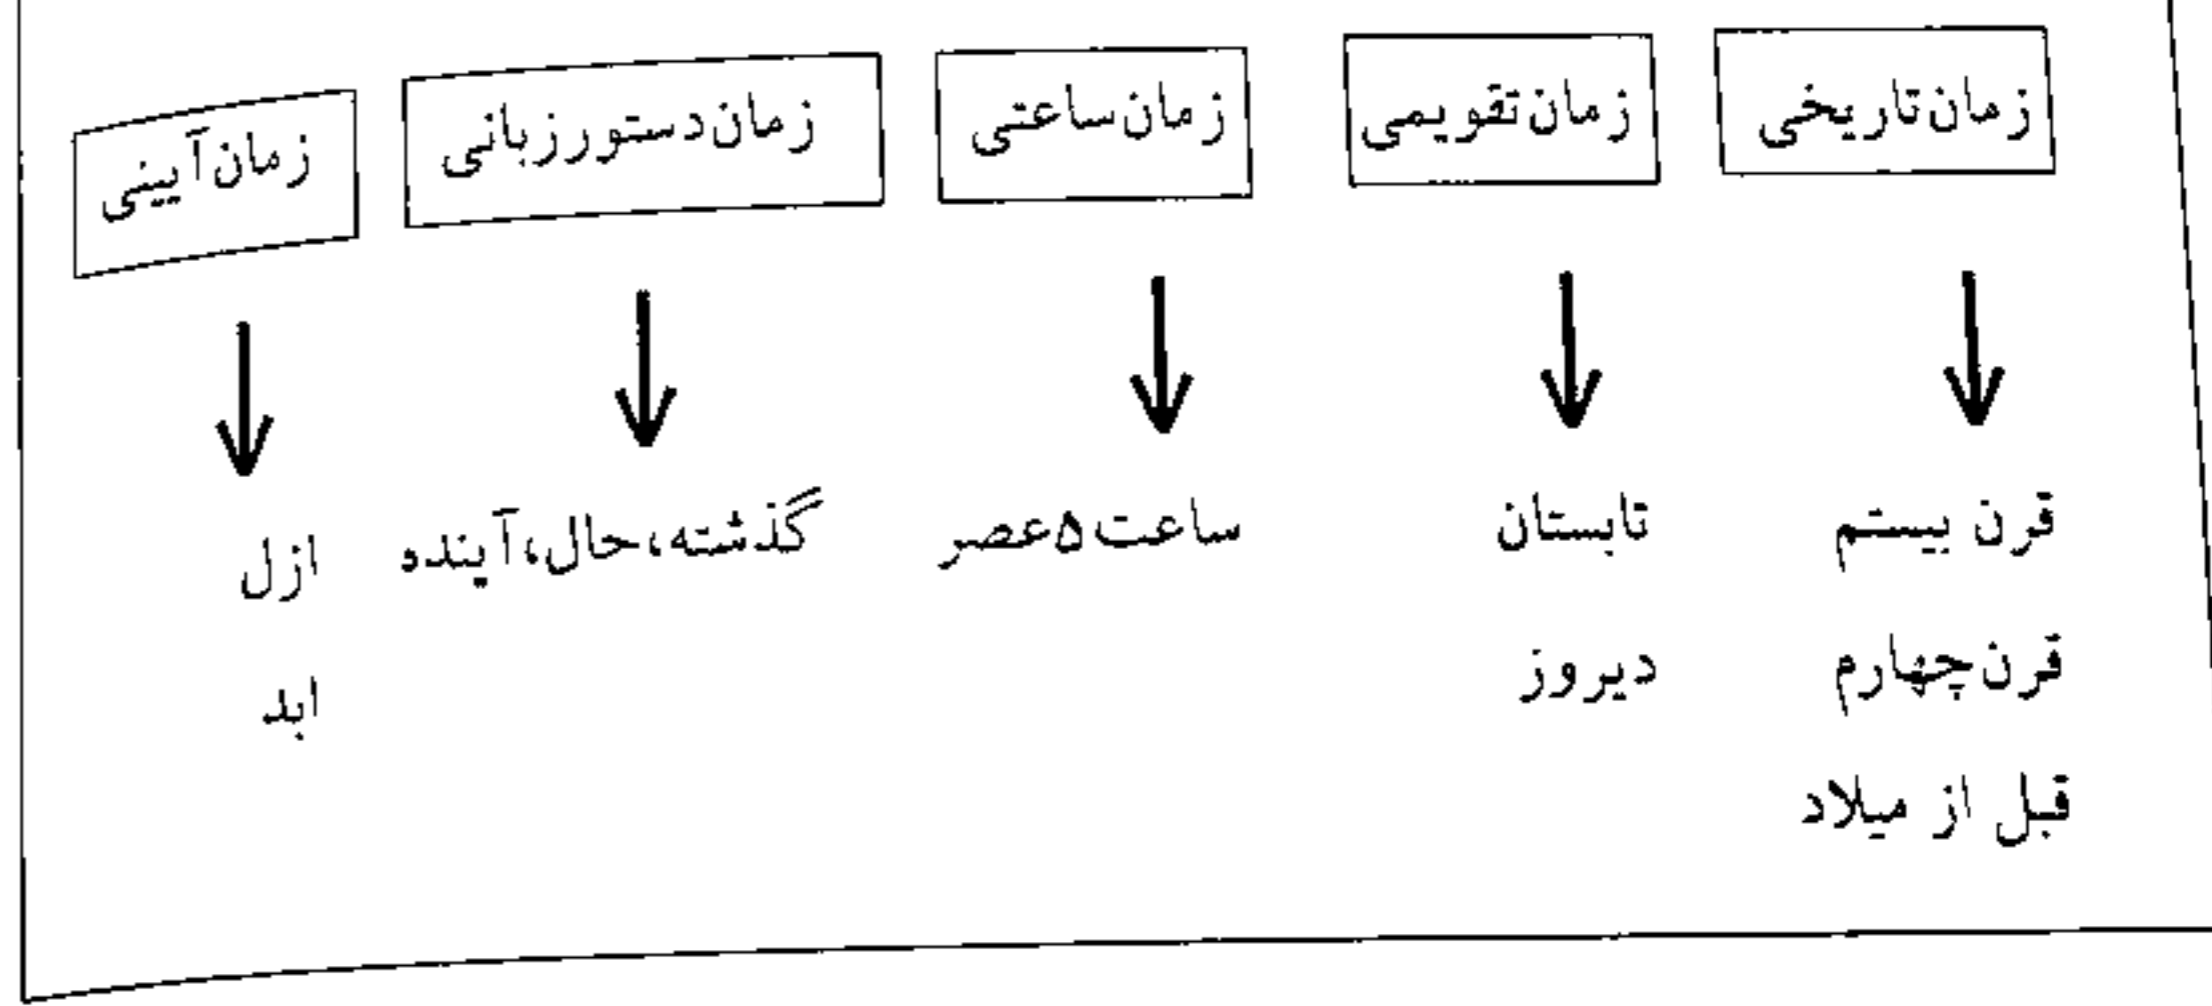 زمان تاریخی
زمان تقویمی
زمان ساعتی
زمان دستور زبانی
زمان آیینی
قرن بیستم
قرن چهارم
قبل از میلاد
تابستان
دیروز
ساعت ۵ عصر
گذشته، حال، آینده
ازل
ابد